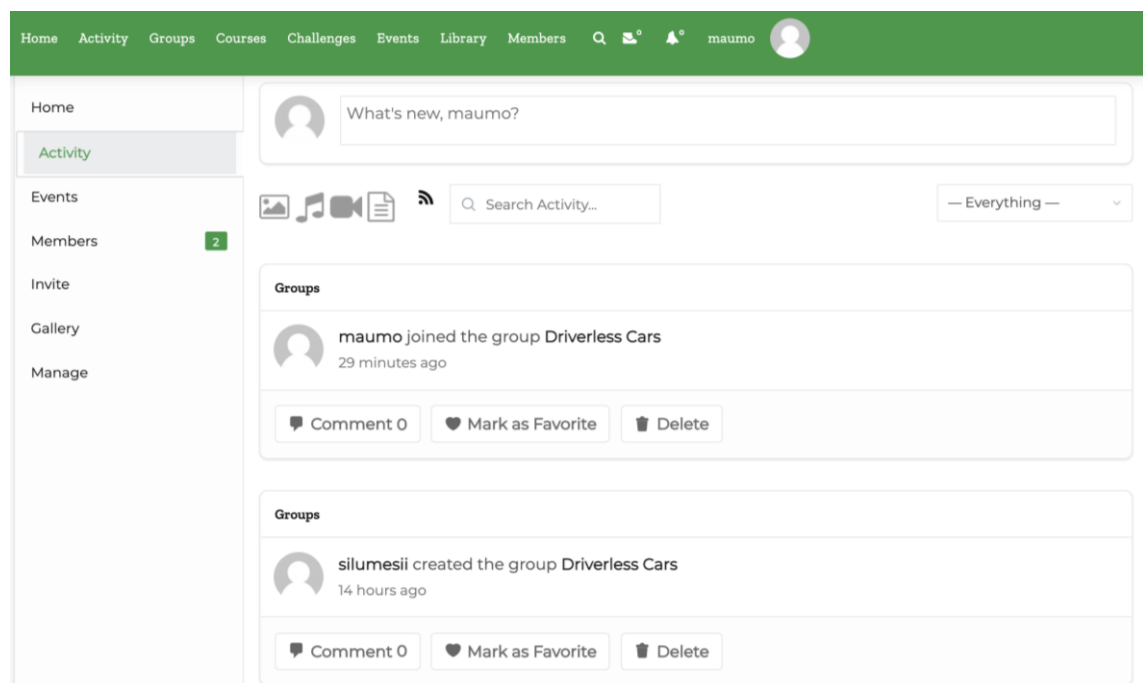 Home Activity Groups Courses Challenges Events Library Members 0 0 maumo
Home
Activity
Events
Members 2
Invite
Gallery
Manage
What's new, maumo?
Search Activity...
— Everything —
Groups
maumo joined the group Driverless Cars
29 minutes ago
Comment 0 Mark as Favorite Delete
Groups
silumesii created the group Driverless Cars
14 hours ago
Comment 0 Mark as Favorite Delete